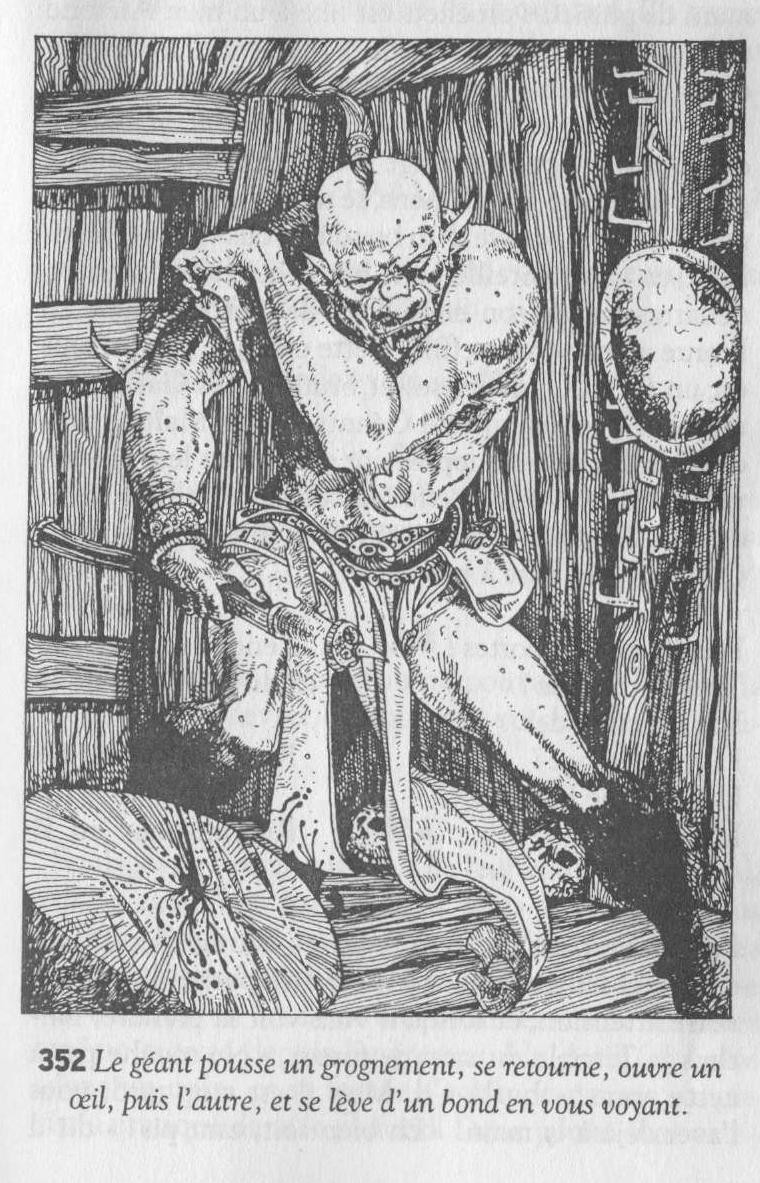 352 Le géant pousse un grognement, se retourne, ouvre un
œil, puis l'autre, et se lève d'un bond en vous voyant.